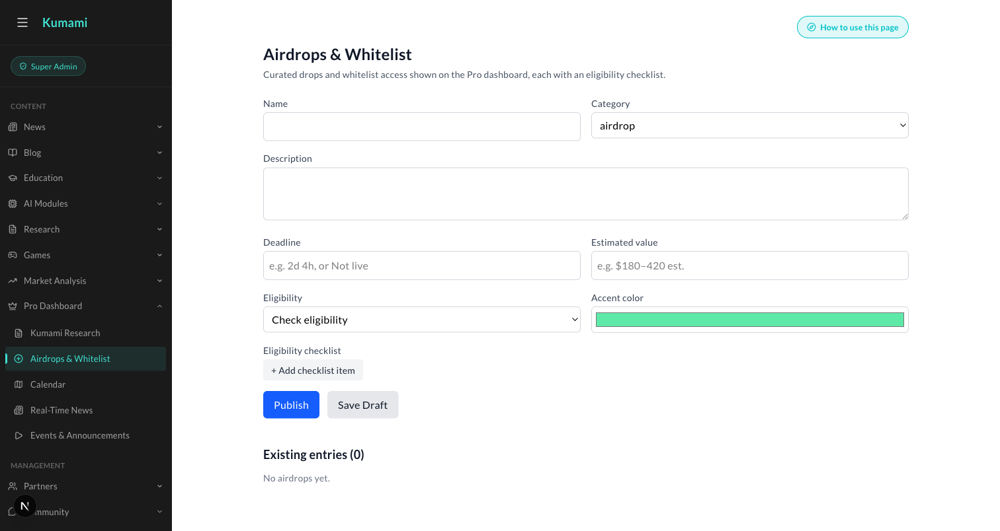 Kumami
Super Admin
CONTENT
News
Blog
Education
AI Modules
Research
Games
Market Analysis
Pro Dashboard
Kumami Research
Airdrops & Whitelist
Calendar
Real-Time News
Events & Announcements
MANAGEMENT
Partners
N
mmunity
How to use this page
Airdrops & Whitelist
Curated drops and whitelist access shown on the Pro dashboard, each with an eligibility checklist.
Name
Category
airdrop
Description
Deadline
Estimated value
e.g. 2d 4h, or Not live
e.g. $180–420 est.
Eligibility
Accent color
Check eligibility
Eligibility checklist
+ Add checklist item
Publish
Save Draft
Existing entries (0)
No airdrops yet.